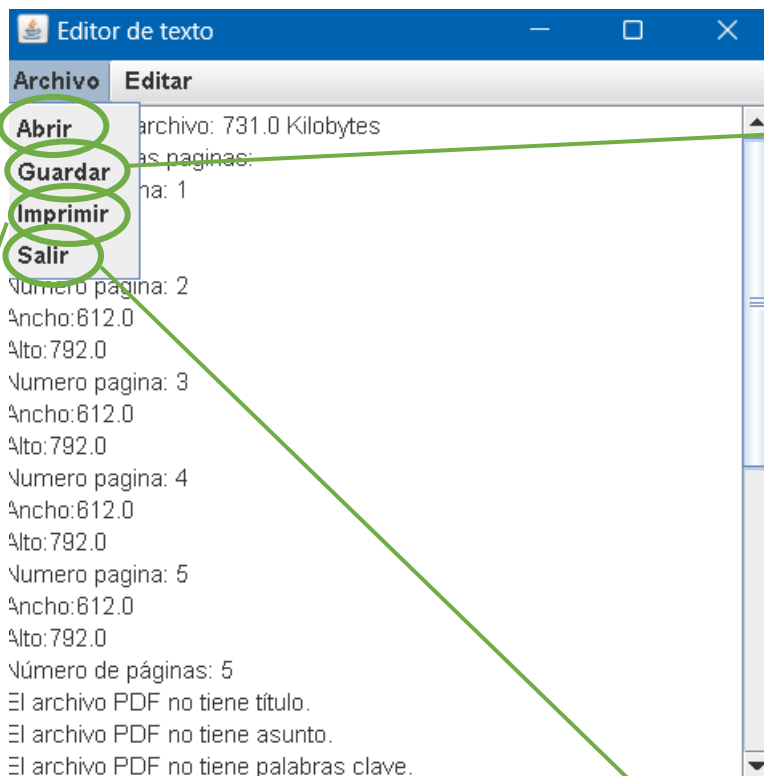 Editor de texto
Archivo Editar
Abrir
Guardar
Imprimir
Salir
archivo: 731.0 Kilobytes
as paginas:
na: 1
Numero pagina: 2
Ancho:612.0
Alto:792.0
Numero pagina: 3
Ancho:612.0
Alto:792.0
Numero pagina: 4
Ancho:612.0
Alto:792.0
Numero pagina: 5
Ancho:612.0
Alto:792.0
Número de páginas: 5
El archivo PDF no tiene título.
El archivo PDF no tiene asunto.
El archivo PDF no tiene palabras clave.